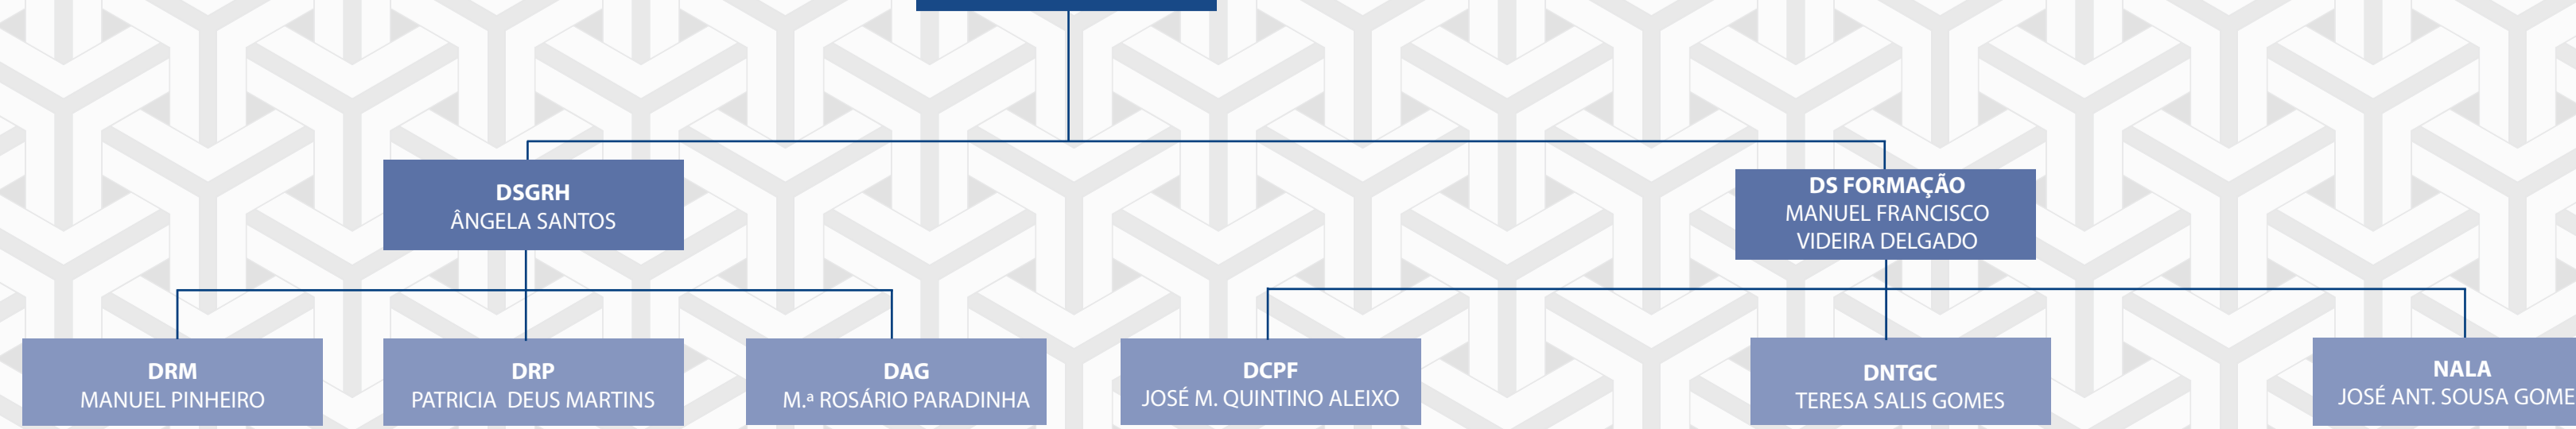 DSGRH
ÂNGELA SANTOS
DS FORMAÇÃO
MANUEL FRANCISCO
VIDEIRA DELGADO
DRM
MANUEL PINHEIRO
DRP
PATRICIA DEUS MARTINS
DAG
M.ª ROSÁRIO PARADINHA
DCPF
JOSÉ M. QUINTINO ALEIXO
DNTGC
TERESA SALIS GOMES
NALA
JOSÉ ANT. SOUSA GOME